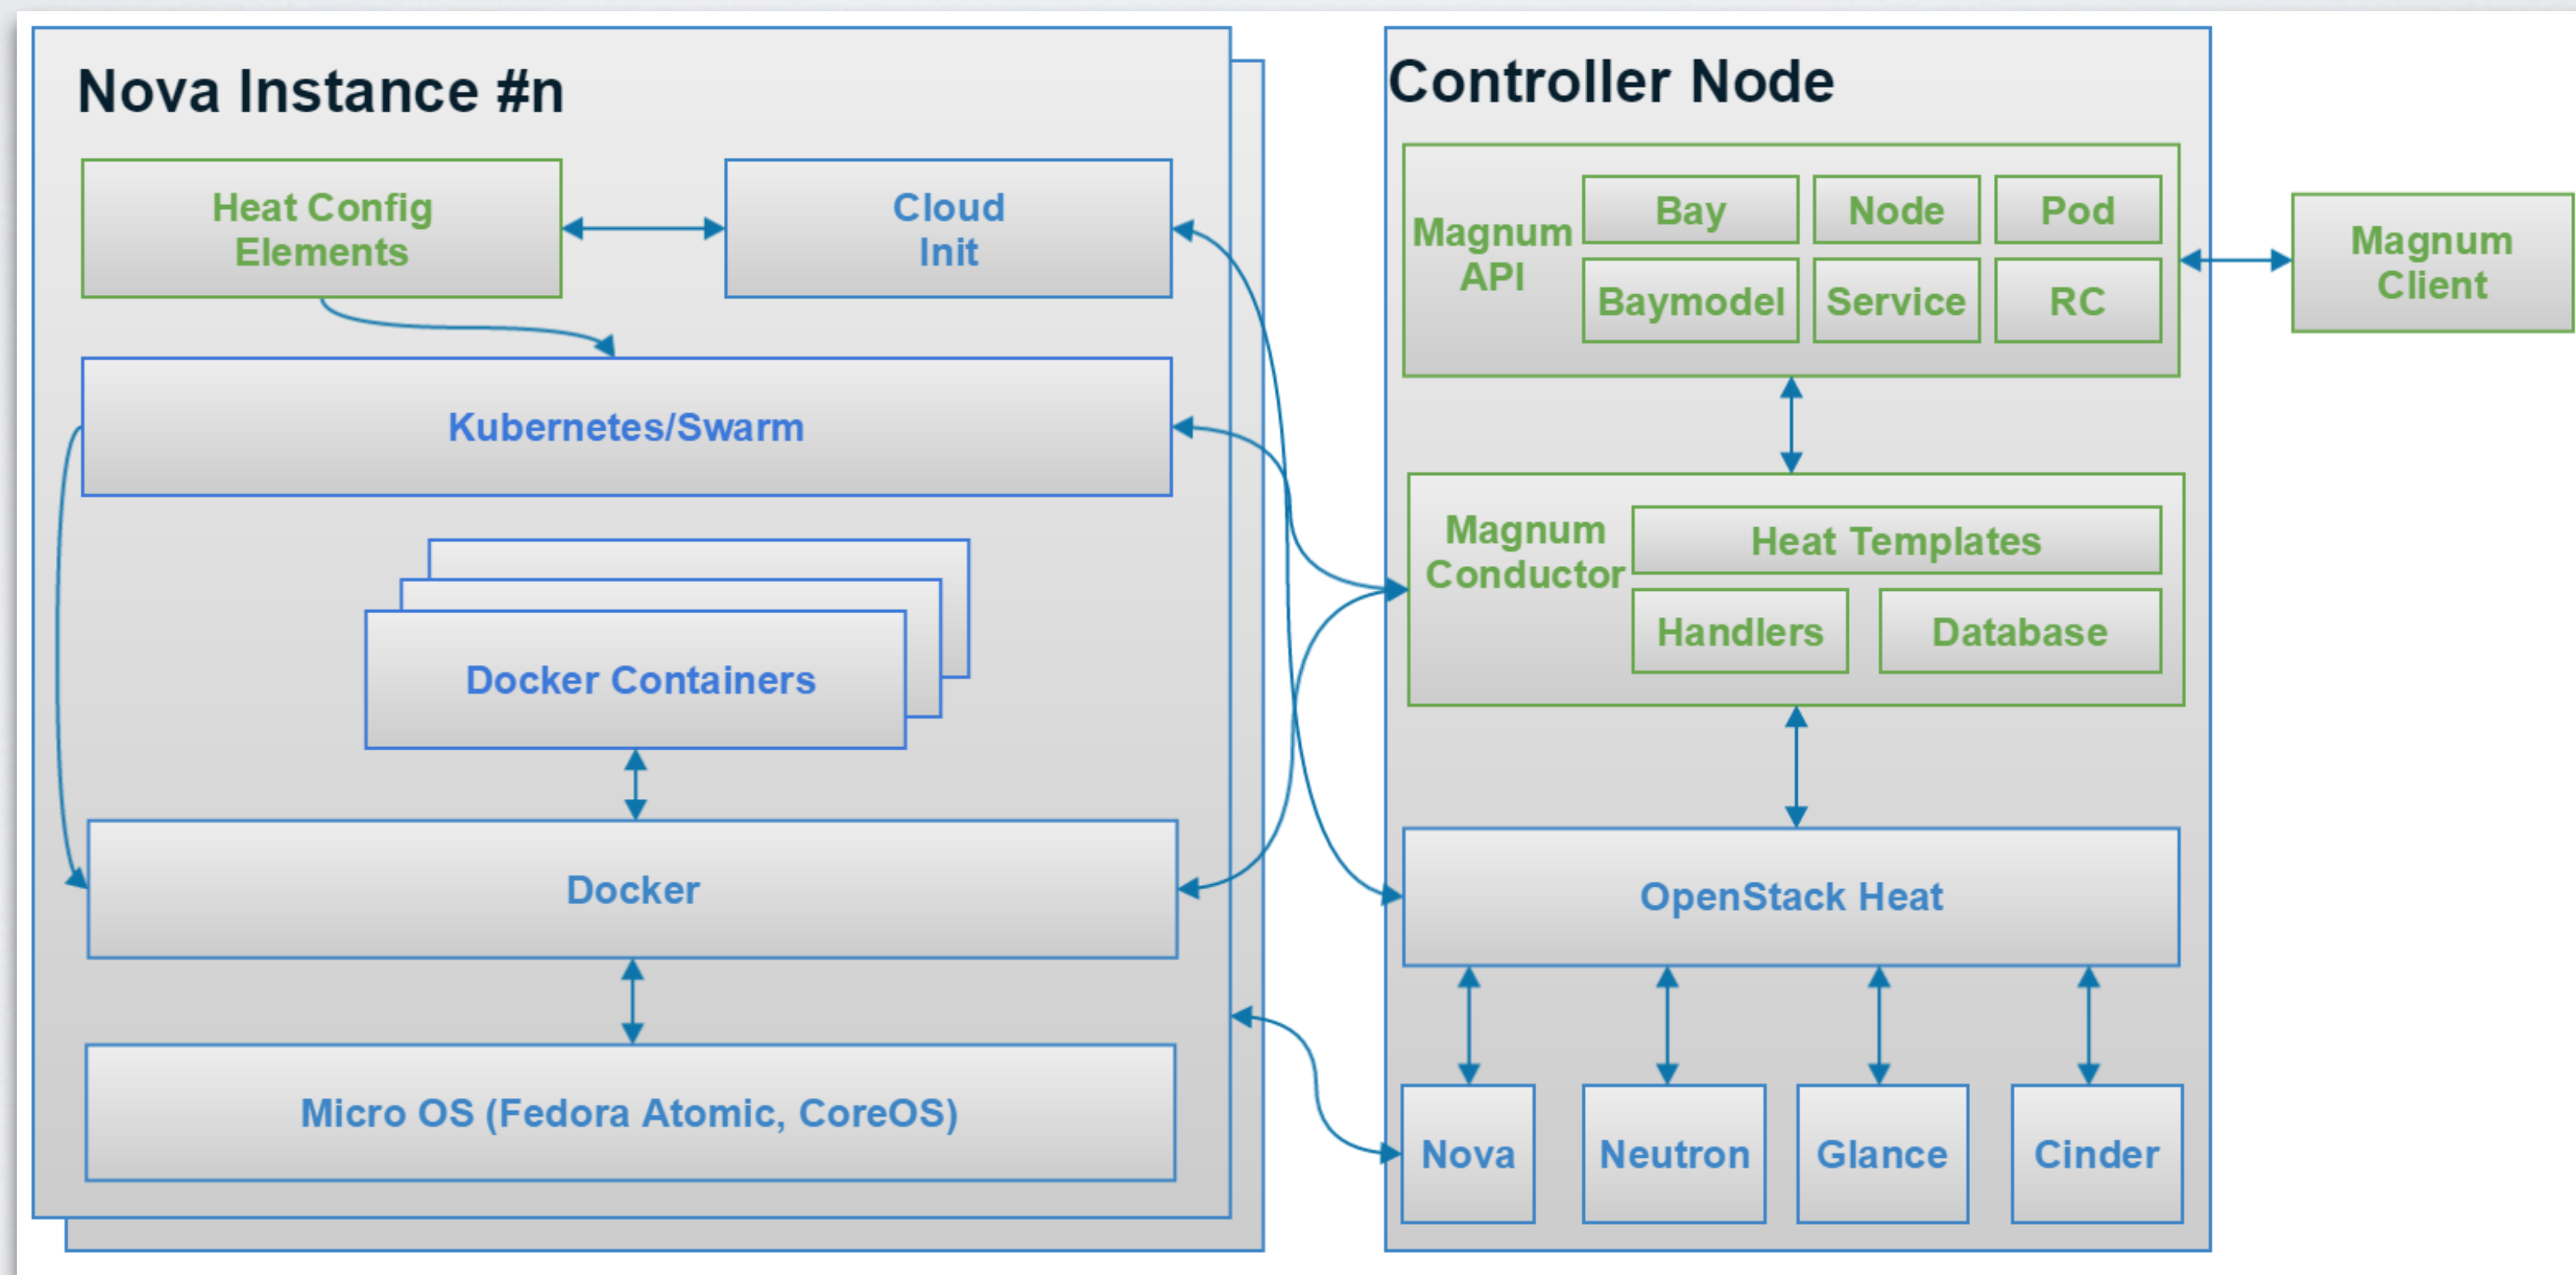 Nova Instance #n
Heat Config
Elements
Cloud
Init
Kubernetes/Swarm
Docker Containers
Docker
Micro OS (Fedora Atomic, CoreOS)
Controller Node
Magnum
API
Bay
Node
Pod
Baymodel
Service
RC
Magnum
Conductor
Heat Templates
Handlers
Database
OpenStack Heat
Nova
Neutron
Glance
Cinder
Magnum
Client